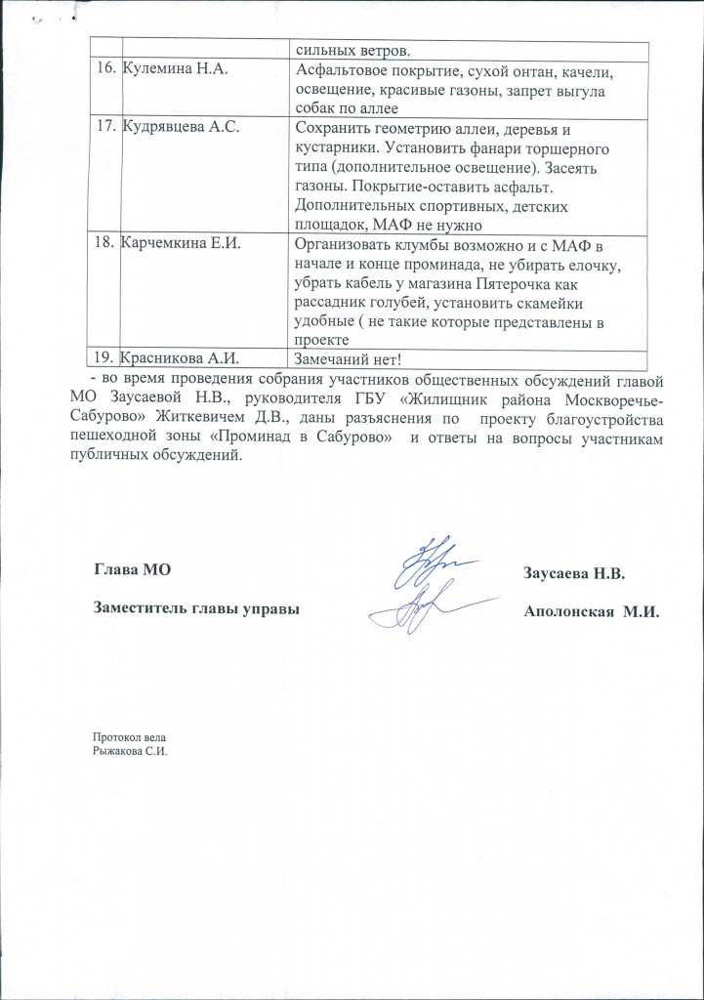 сильных ветров.
16. Кулемина Н.А. Асфальтовое покрытие, сухой онтан, качели,
освещение, красивые газоны, запрет выгула
собак по аллее
17. Кудрявцева А.С. Сохранить геометрию аллеи, деревья и
кустарники. Установить фанари торшерного
типа (дополнительное освещение). Засеять
газоны. Покрытие-оставить асфальт.
Дополнительных спортивных, детских
площадок, МАФ не нужно
18. Карчемкина Е.И. Организовать клумбы возможно и с МАФ в
начале и конце проминада, не убирать елочку,
убрать кабель у магазина Пятерочка как
рассадник голубей, установить скамейки
удобные ( не такие которые представлены в
проекте
19. Красникова А.И. Замечаний нет!
- во время проведения собрания участников общественных обсуждений главой
МО Заусаевой Н.В., руководителя ГБУ «Жилищник района Москворечье-
Сабурово» Житкевичем Д.В., даны разъяснения по проекту благоустройства
пешеходной зоны «Проминад в Сабурово» и ответы на вопросы участникам
публичных обсуждений.
Глава МО Заусаева Н.В.
Заместитель главы управы Аполонская М.И.
Протокол вела
Рыжакова С.И.